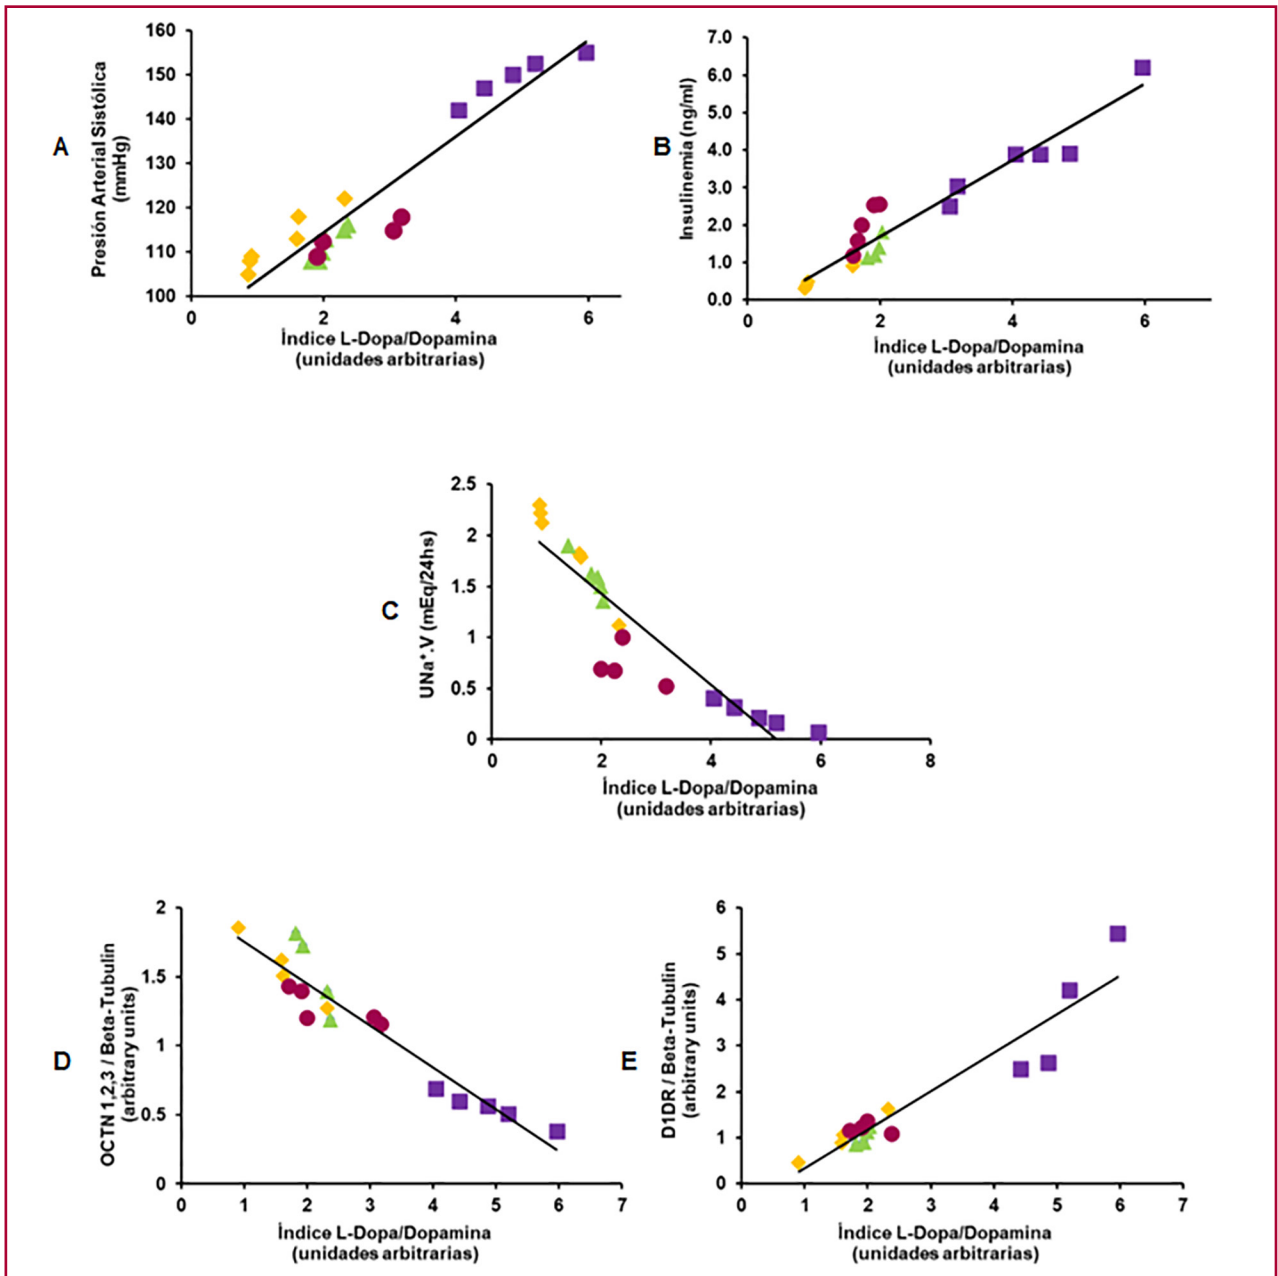 A
Presión Arterial Sistólica
(mmHg)
160
150
140
130
120
110
100
0
2
4
6
Índice L-Dopa/Dopamina
(unidades arbitrarias)
B
Insulinemia (ng/ml)
7.0
6.0
5.0
4.0
3.0
2.0
1.0
0.0
0
2
4
6
Índice L-Dopa/Dopamina
(unidades arbitrarias)
C
UNa⁺.V (mEq/24hs)
2.5
2
1.5
1
0.5
0
0
2
4
6
8
Índice L-Dopa/Dopamina
(unidades arbitrarias)
D
OCTN 1,2,3 / Beta-Tubulin
(arbitrary units)
2
1.5
1
0.5
0
0
1
2
3
4
5
6
7
Índice L-Dopa/Dopamina
(unidades arbitrarias)
E
D1DR / Beta-Tubulin
(arbitrary units)
6
5
4
3
2
1
0
0
1
2
3
4
5
6
7
Índice L-Dopa/Dopamina
(unidades arbitrarias)